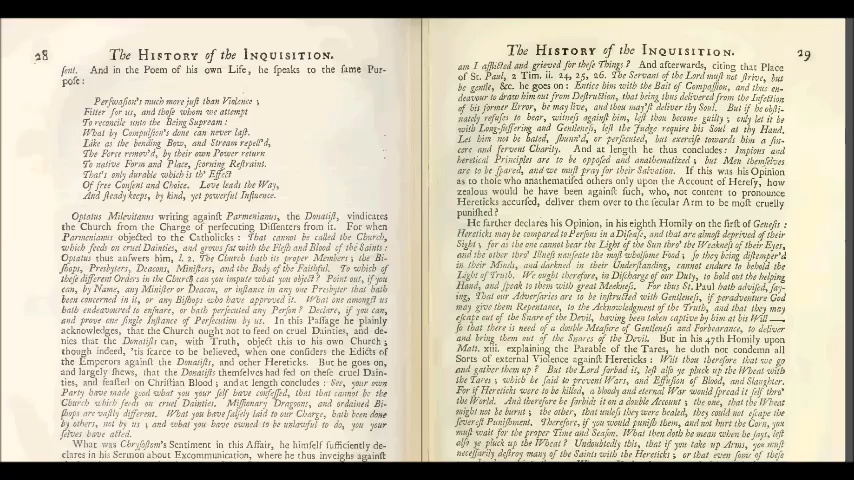 28 The HISTORY of the INQUISITION.
ſent. And in the Poem of his own Life, he ſpeaks to the ſame Pur-
poſe:
Perſwaſion's much more juſt than Violence;
Fitter for us, and thoſe whom we attempt
To reconcile unto the Being Supream:
What by Compulſion's done can never laſt.
Like as the bending Bow, and Stream repell'd,
The Force remov'd, by their own Power return
To native Form and Place, ſcorning Reſtraint.
That's only durable which is th' Effect
Of free Conſent and Choice. Love leads the Way,
And ſteady keeps, by kind, yet powerful Influence.
Optatus Milevitanus writing againſt Parmenianus, the Donatiſt, vindicates
the Church from the Charge of perſecuting Diſſenters from it. For when
Parmenianus objected to the Catholicks: That cannot be called the Church,
which feeds on cruel Dainties, and grows fat with the Fleſh and Blood of the Saints:
Optatus thus anſwers him, l. 2. The Church hath its proper Members; the Bi-
ſhops, Presbyters, Deacons, Miniſters, and the Body of the Faithful. To which of
theſe different Orders in the Church can you impute what you object? Point out, if you
can, by Name, any Miniſter or Deacon, or inſtance in any one Presbyter that hath
been concerned in it, or any Biſhops who have approved it. What one amongſt us
hath endeavoured to enſnare, or hath perſecuted any Perſon? Declare, if you can,
and prove one ſingle Inſtance of Perſecution by us. In this Paſſage he plainly
acknowledges, that the Church ought not to feed on cruel Dainties, and de-
nies that the Donatiſts can, with Truth, object this to his own Church;
though indeed, 'tis ſcarce to be believed, when one conſiders the Edicts of
the Emperors againſt the Donatiſts, and other Hereticks. But he goes on,
and largely ſhews, that the Donatiſts themſelves had fed on theſe cruel Dain-
ties, and feaſted on Chriſtian Blood; and at length concludes: See, your own
Party have made good what you your ſelf have confeſſed, that that cannot be the
Church which feeds on cruel Dainties. Miſſionary Dragons, and ordained Bi-
ſhops are vaſtly different. What you have falſely laid to our Charge, hath been done
by others, not by us; and what you have owned to be unlawful to do, you your
ſelves have acted.
What was Chryſoſtom's Sentiment in this Affair, he himſelf ſufficiently de-
clares in his Sermon about Excommunication, where he thus inveighs againſt
The HISTORY of the INQUISITION. 29
am I afflicted and grieved for theſe Things? And afterwards, citing that Place
of St. Paul, 2 Tim. ii. 24, 25, 26. The Servant of the Lord muſt not ſtrive, but
be gentle, &c. he goes on: Entice him with the Bait of Compaſſion, and thus en-
deavour to draw him out from Deſtruction, that being thus delivered from the Infection
of his former Error, he may live, and thou may'ſt deliver thy Soul. But if he obſti-
nately refuſes to hear, witneſs againſt him, leſt thou become guilty; only let it be
with Long-ſuffering and Gentleneſs, leſt the Judge require his Soul at thy Hand.
Let him not be hated, ſhunn'd, or perſecuted, but exerciſe towards him a ſin-
cere and fervent Charity. And at length he thus concludes: Impious and
heretical Principles are to be oppoſed and anathematized; but Men themſelves
are to be ſpared, and we muſt pray for their Salvation. If this was his Opinion
as to thoſe who anathematiſed others only upon the Account of Hereſy, how
zealous would he have been againſt ſuch, who, not content to pronounce
Hereticks accurſed, deliver them over to the ſecular Arm to be moſt cruelly
puniſhed?
He farther declares his Opinion, in his eighth Homily on the firſt of Geneſis:
Hereticks may be compared to Perſons in a Diſeaſe, and that are almoſt deprived of their
Sight; for as the one cannot bear the Light of the Sun thro' the Weakneſs of their Eyes,
and the other thro' Illneſs nauſeate the moſt wholſome Food; ſo they being diſtemper'd
in their Minds, and darkned in their Underſtanding, cannot endure to behold the
Light of Truth. We ought therefore, in Diſcharge of our Duty, to hold out the helping
Hand, and ſpeak to them with great Meekneſs. For thus St. Paul hath adviſed, ſay-
ing, That our Adverſaries are to be inſtructed with Gentleneſs, if peradventure God
may give them Repentance, to the Acknowledgment of the Truth, and that they may
eſcape out of the Snare of the Devil, having been taken captive by him at his Will —
ſo that there is need of a double Meaſure of Gentleneſs and Forbearance, to deliver
and bring them out of the Snares of the Devil. But in his 47th Homily upon
Matt. xiii. explaining the Parable of the Tares, he doth not condemn all
Sorts of external Violence againſt Hereticks: Wilt thou therefore that we go
and gather them up? But the Lord forbad it, leſt alſo ye pluck up the Wheat with
the Tares; which he ſaid to prevent Wars, and Effuſion of Blood, and Slaughter.
For if Hereticks were to be killed, a bloody and eternal War would ſpread it ſelf thro'
the World. And therefore he forbids it on a double Account; the one, that the Wheat
might not be burnt; the other, that unleſs they were healed, they could not eſcape the
ſevereſt Puniſhment. Therefore, if you would puniſh them, and not hurt the Corn, you
muſt wait for the proper Time and Seaſon. What then doth he mean when he ſays, leſt
alſo ye pluck up the Wheat? Undoubtedly this, that if you take up Arms, you muſt
neceſſarily deſtroy many of the Saints with the Hereticks; or that even ſome of theſe